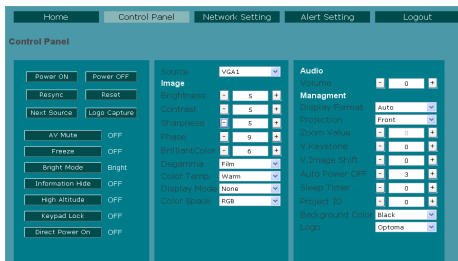 Home Control Panel Network Setting Alert Setting Logout
Control Panel
Power ON Power OFF
Resync Reset
Next Source Logo Capture
AV Mute OFF
Freeze OFF
Bright Mode Bright
Information Hide OFF
High Altitude OFF
Keypad Lock OFF
Direct Power On OFF
Source VGA1
Image
Brightness - 5 +
Contrast - 5 +
Sharpness - 5 +
Phase - 9 +
BrilliantColor - 6 +
Degamma Film
Color Temp. Warm
Display Mode None
Color Space RGB
Audio
Volume - 0 +
Managment
Display Format Auto
Projection Front
Zoom Value - 0 +
V.Keystone - 0 +
V.Image Shift - 0 +
Auto Power OFF - 3 +
Sleep Timer - 0 +
Project ID - 0 +
Background Color Black
Logo Optoma